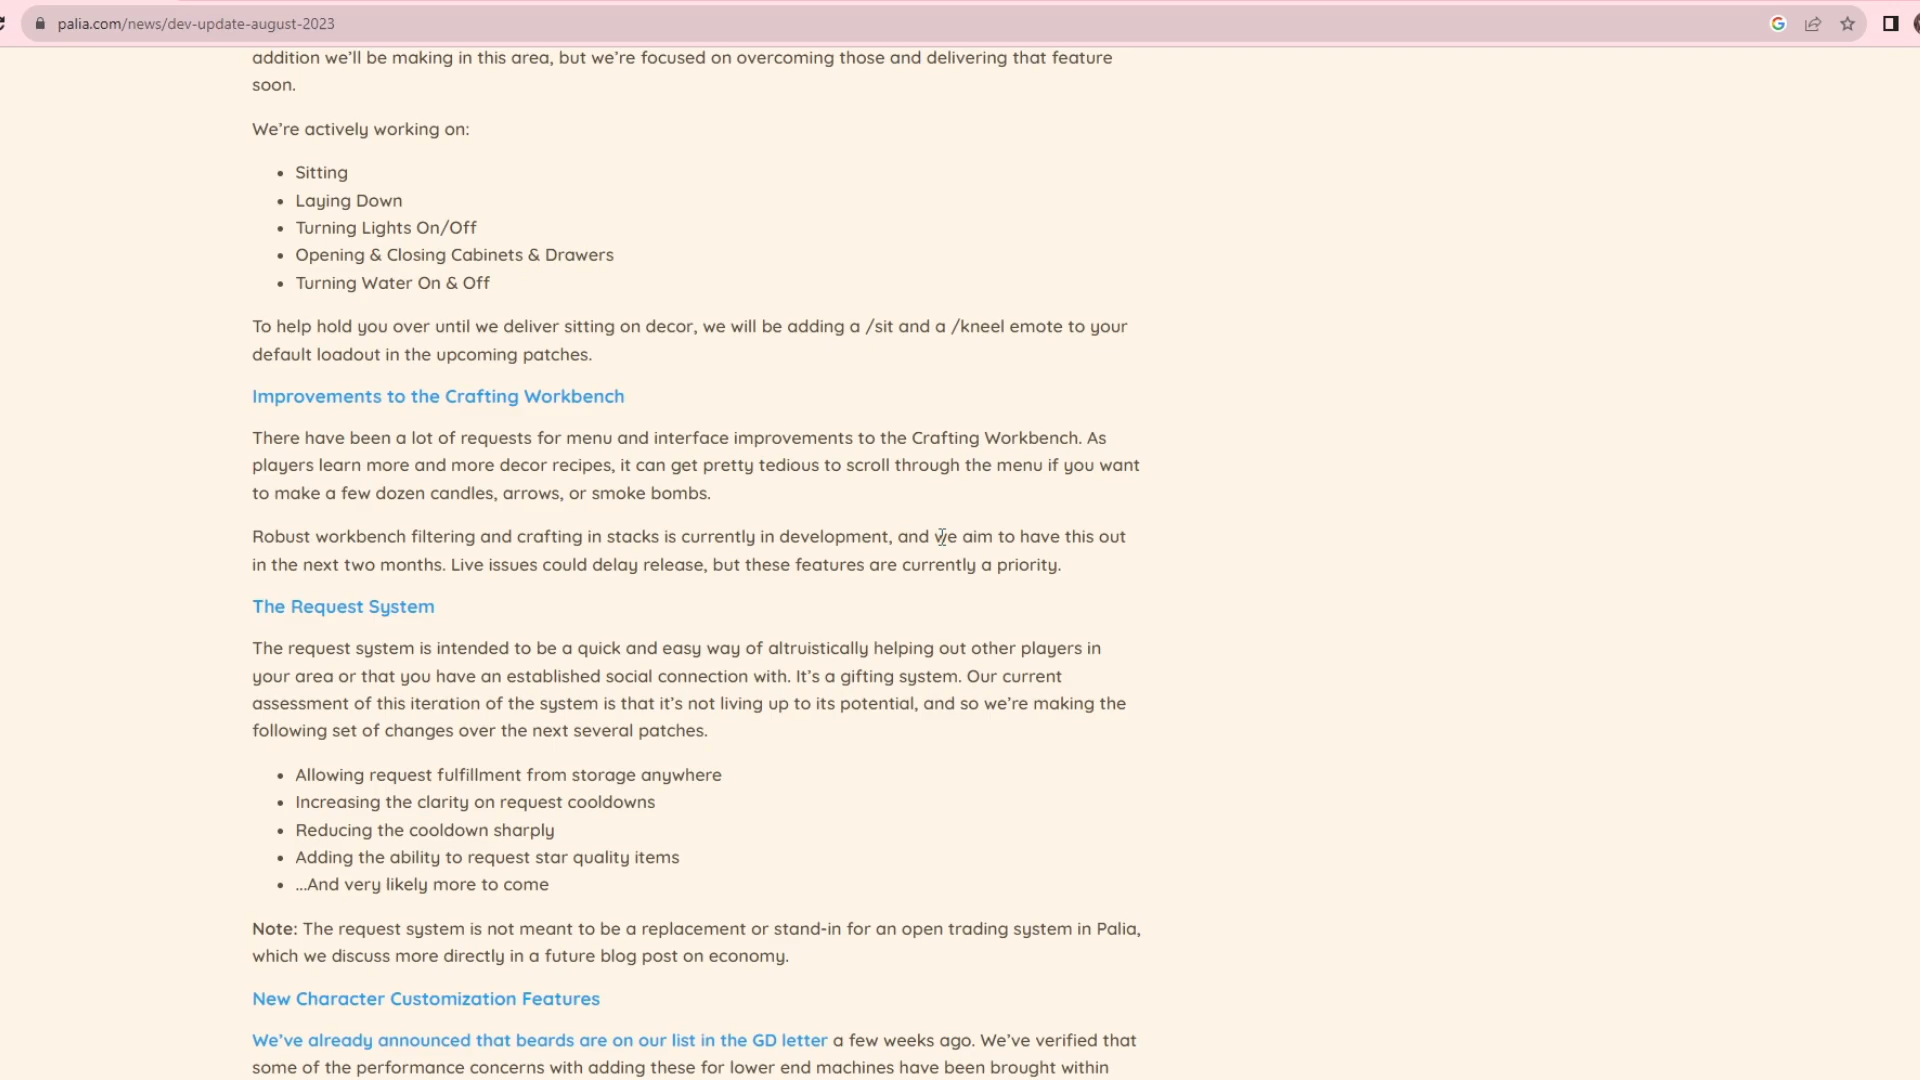 palia.com/news/dev-update-august-2023
addition we'll be making in this area, but we're focused on overcoming those and delivering that feature
soon.
We're actively working on:
• Sitting
• Laying Down
• Turning Lights On/Off
• Opening & Closing Cabinets & Drawers
• Turning Water On & Off
To help hold you over until we deliver sitting on decor, we will be adding a /sit and a /kneel emote to your
default loadout in the upcoming patches.
Improvements to the Crafting Workbench
There have been a lot of requests for menu and interface improvements to the Crafting Workbench. As
players learn more and more decor recipes, it can get pretty tedious to scroll through the menu if you want
to make a few dozen candles, arrows, or smoke bombs.
Robust workbench filtering and crafting in stacks is currently in development, and we aim to have this out
in the next two months. Live issues could delay release, but these features are currently a priority.
The Request System
The request system is intended to be a quick and easy way of altruistically helping out other players in
your area or that you have an established social connection with. It's a gifting system. Our current
assessment of this iteration of the system is that it's not living up to its potential, and so we're making the
following set of changes over the next several patches.
• Allowing request fulfillment from storage anywhere
• Increasing the clarity on request cooldowns
• Reducing the cooldown sharply
• Adding the ability to request star quality items
• ...And very likely more to come
Note: The request system is not meant to be a replacement or stand-in for an open trading system in Palia,
which we discuss more directly in a future blog post on economy.
New Character Customization Features
We've already announced that beards are on our list in the GD letter a few weeks ago. We've verified that
some of the performance concerns with adding these for lower end machines have been brought within